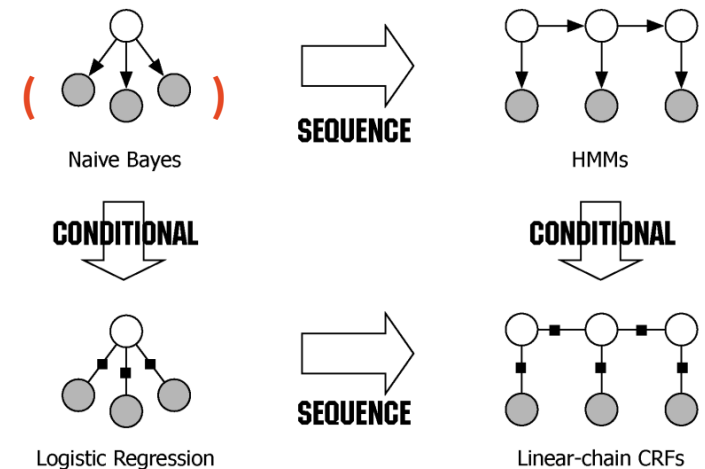 ( )
SEQUENCE
Naive Bayes
HMMs
CONDITIONAL
CONDITIONAL
SEQUENCE
Logistic Regression
Linear-chain CRFs